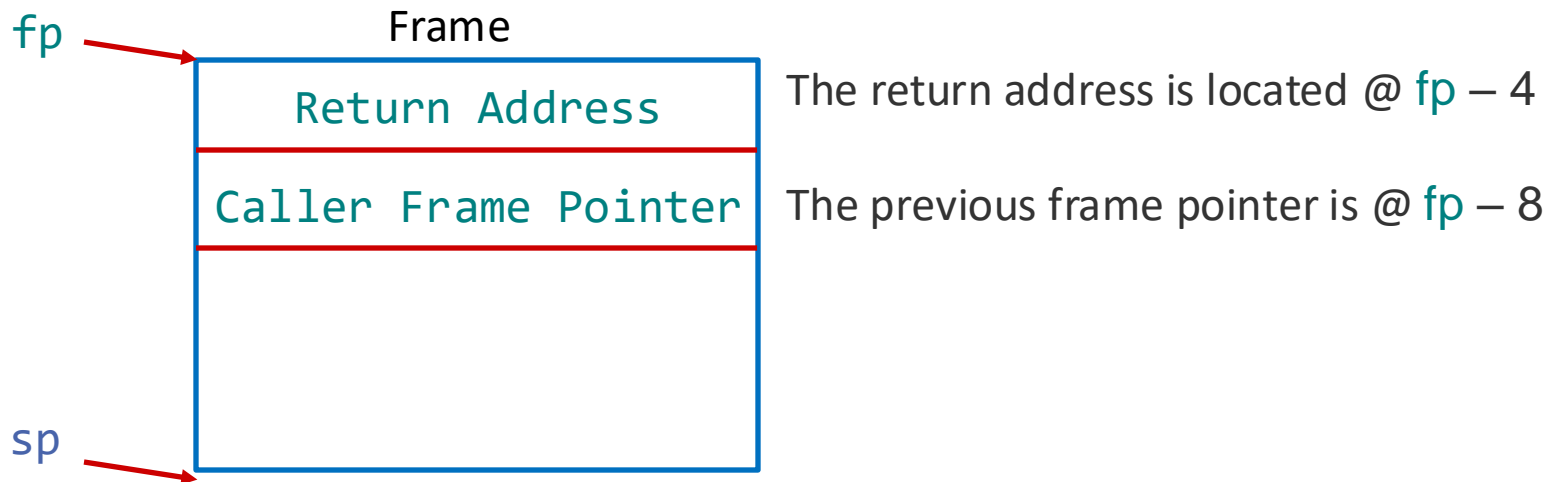 Frame
fp
Return Address
The return address is located @ fp – 4
Caller Frame Pointer
The previous frame pointer is @ fp – 8
sp